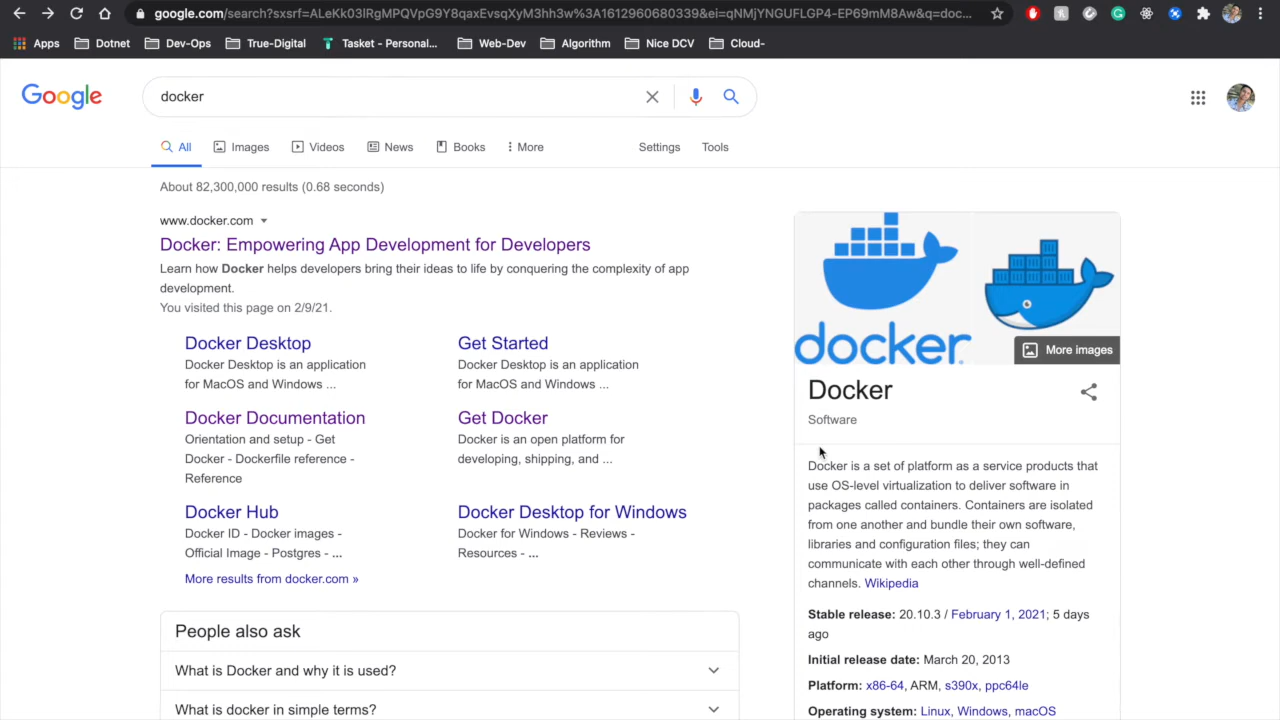 google.com/search?sxsrf=ALeKk03lRgMPQVpG9Y8qaxEvsqXyM3hh3w%3A1612960680339&ei=qNMjYNGUFLGP4-EP69mM8Aw&q=doc...
Apps Dotnet Dev-Ops True-Digital Tasket - Personal... Web-Dev Algorithm Nice DCV Cloud-
Google
docker
All Images Videos News Books More Settings Tools
About 82,300,000 results (0.68 seconds)
www.docker.com
Docker: Empowering App Development for Developers
Learn how Docker helps developers bring their ideas to life by conquering the complexity of app
development.
You visited this page on 2/9/21.
Docker Desktop
Docker Desktop is an application
for MacOS and Windows ...
Get Started
Docker Desktop is an application
for MacOS and Windows ...
Docker Documentation
Orientation and setup - Get
Docker - Dockerfile reference -
Reference
Get Docker
Docker is an open platform for
developing, shipping, and ...
Docker Hub
Docker ID - Docker images -
Official Image - Postgres - ...
Docker Desktop for Windows
Docker for Windows - Reviews -
Resources - ...
More results from docker.com »
People also ask
What is Docker and why it is used?
What is docker in simple terms?
docker
More images
Docker
Software
Docker is a set of platform as a service products that
use OS-level virtualization to deliver software in
packages called containers. Containers are isolated
from one another and bundle their own software,
libraries and configuration files; they can
communicate with each other through well-defined
channels. Wikipedia
Stable release: 20.10.3 / February 1, 2021; 5 days
ago
Initial release date: March 20, 2013
Platform: x86-64, ARM, s390x, ppc64le
Operating system: Linux, Windows, macOS